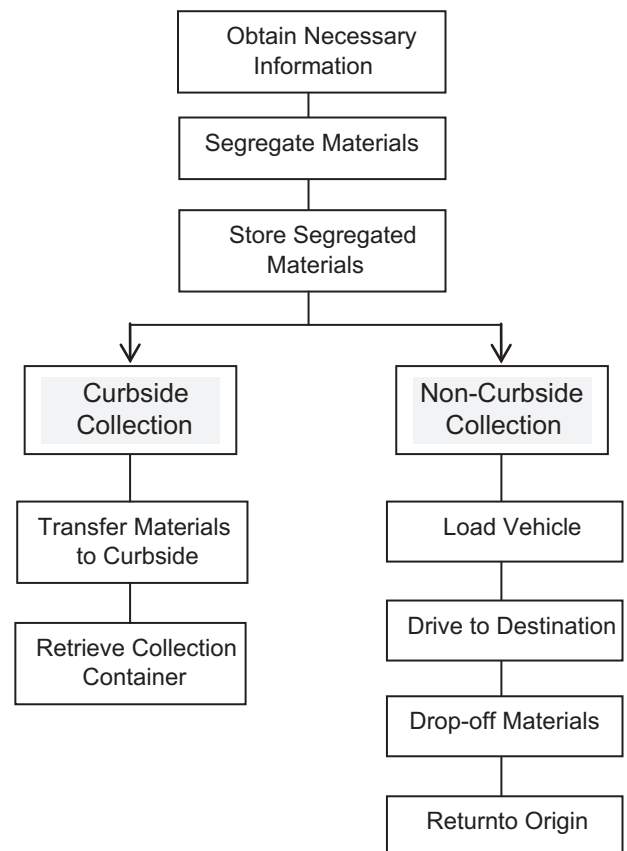 Obtain Necessary
Information
Segregate Materials
Store Segregated
Materials
Curbside
Collection
Transfer Materials
to Curbside
Retrieve Collection
Container
Non-Curbside
Collection
Load Vehicle
Drive to Destination
Drop-off Materials
Returnto Origin